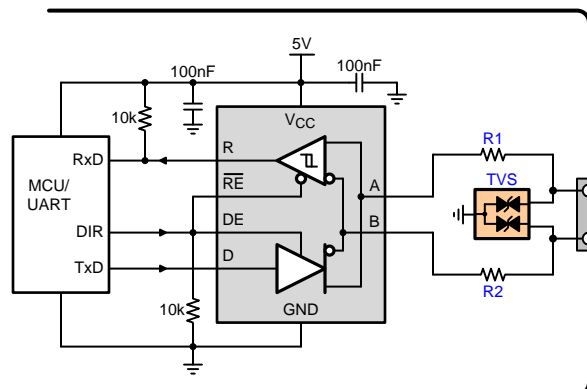 5V
100nF
100nF
10k
VCC
R1
RxD
R
TVS
MCU/
UART
RE
A
DIR
DE
B
TxD
D
10k
GND
R2